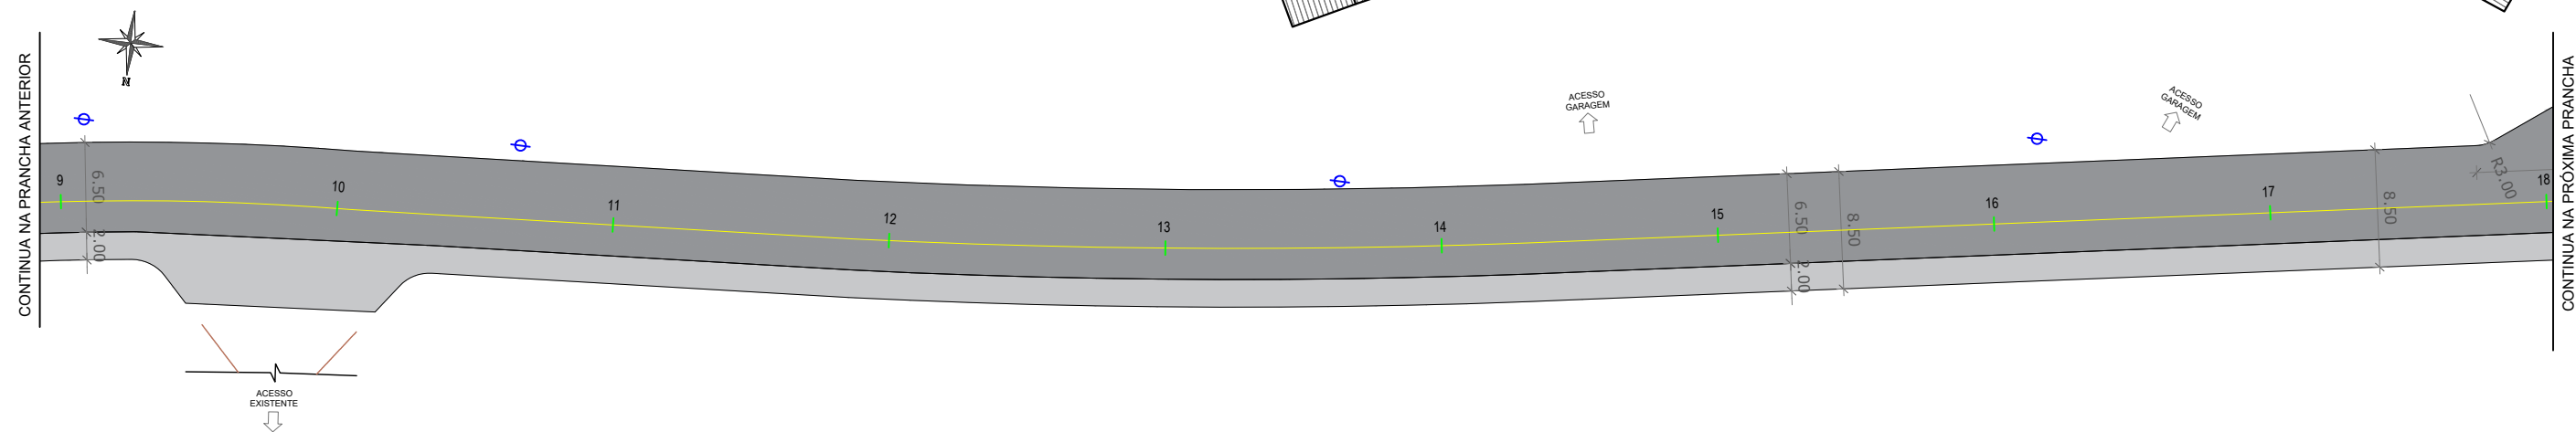 CONTINUA NA PRANCHA ANTERIOR
N
9
6.50
2.00
10
11
12
13
14
15
16
17
18
ACESSO
EXISTENTE
ACESSO
GARAGEM
ACESSO
GARAGEM
6.50
2.00
8.50
8.50
R3.00
CONTINUA NA PRÓXIMA PRANCHA